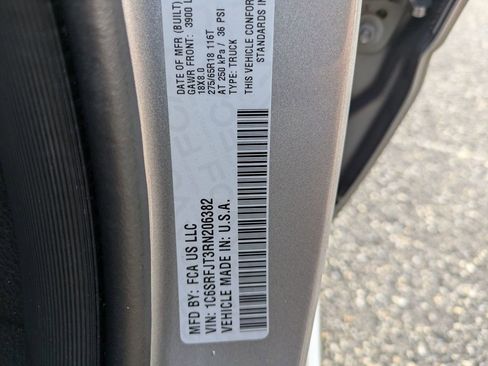 MFD BY: FCA US LLC
DATE OF MFR (BUILT)
GAWR FRONT: 3900 L
18X8.0
275/65R18 116T
AT 250 kPa / 36 PSI
TYPE: TRUCK
THIS VEHICLE CONFOR
STANDARDS IN
VIN: 1C6SRFJT3RN206382
VEHICLE MADE IN: U.S.A.